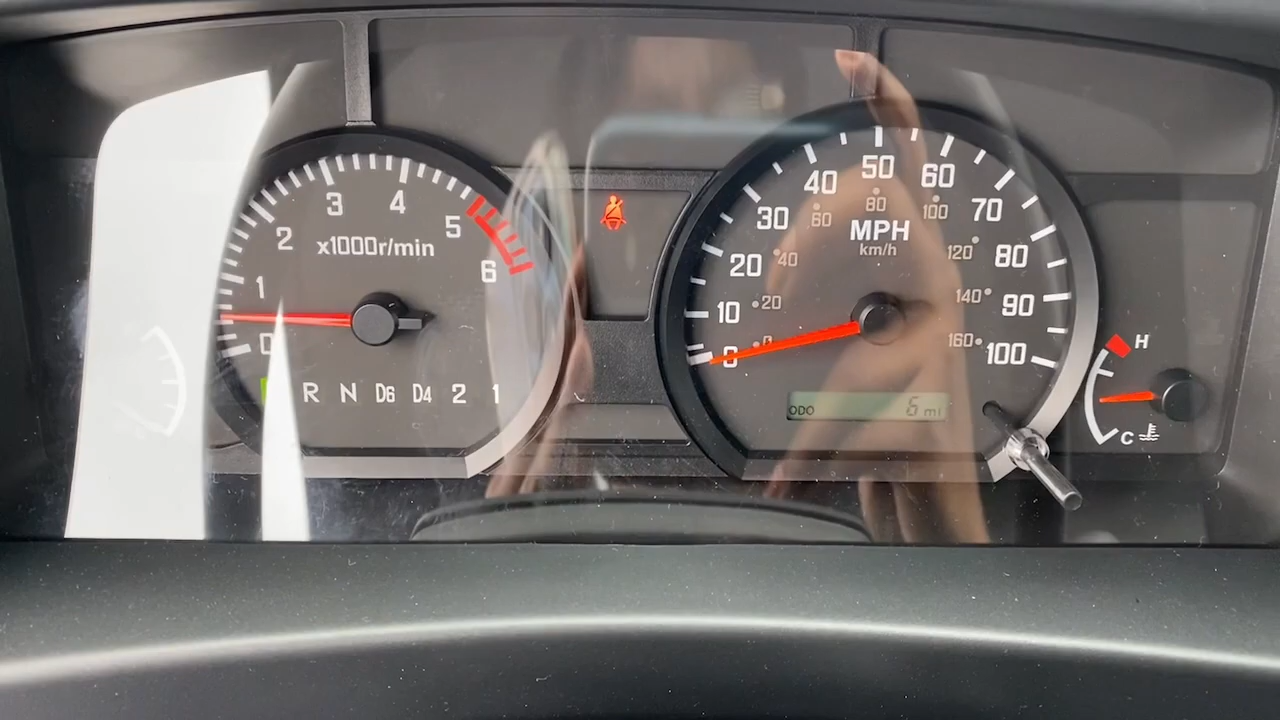 0 1 2 3 4 5 6
x1000r/min
R N D6 D4 2 1
0 10 20 30 40 50 60 70 80 90 100
0 20 40 60 80 100 120 140 160
MPH
km/h
ODO 6 mi
H
C